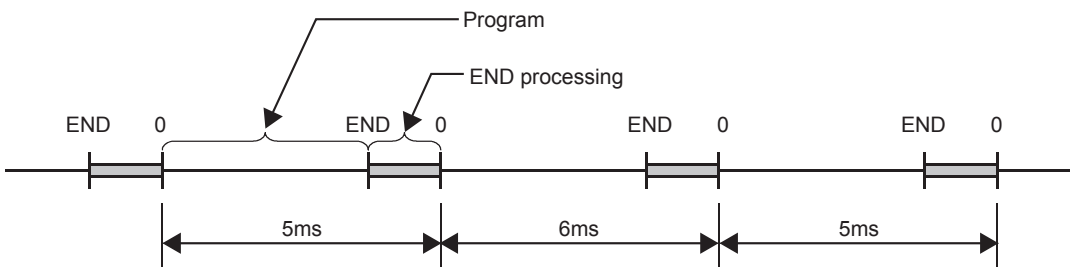 Program
END processing
END 0 END 0 END 0 END 0
5ms 6ms 5ms